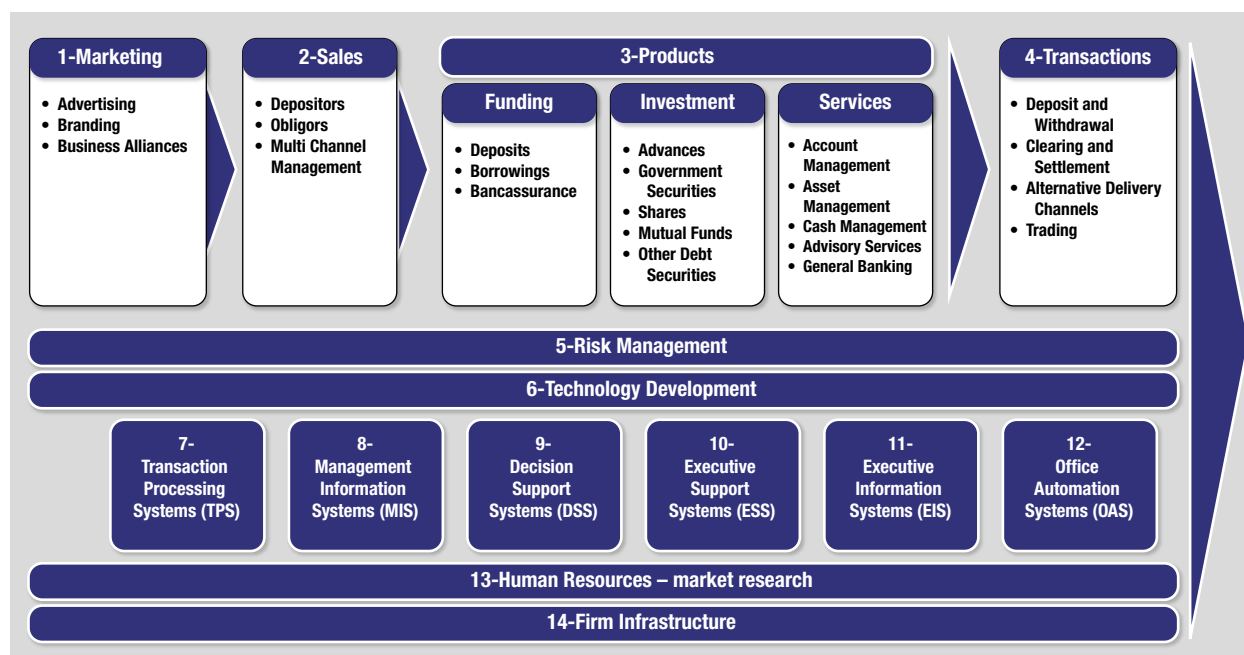 1-Marketing
• Advertising
• Branding
• Business Alliances
2-Sales
• Depositors
• Obligors
• Multi Channel
Management
3-Products
Funding
• Deposits
• Borrowings
• Bancassurance
Investment
• Advances
• Government
Securities
• Shares
• Mutual Funds
• Other Debt
Securities
Services
• Account
Management
• Asset
Management
• Cash Management
• Advisory Services
• General Banking
4-Transactions
• Deposit and
Withdrawal
• Clearing and
Settlement
• Alternative Delivery
Channels
• Trading
5-Risk Management
6-Technology Development
7-
Transaction
Processing
Systems (TPS)
8-
Management
Information
Systems (MIS)
9-
Decision
Support
Systems (DSS)
10-
Executive
Support
Systems (ESS)
11-
Executive
Information
Systems (EIS)
12-
Office
Automation
Systems (OAS)
13-Human Resources – market research
14-Firm Infrastructure